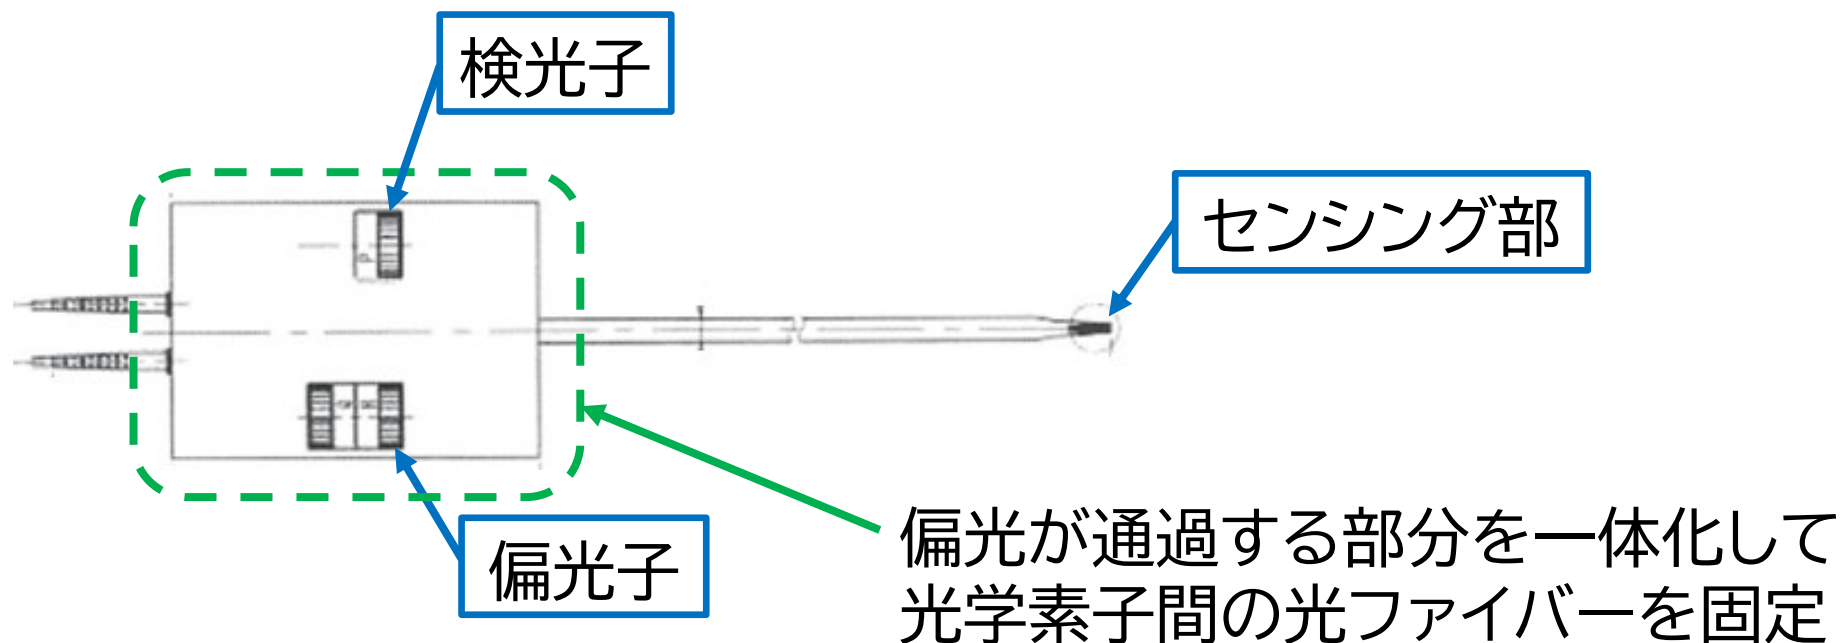 検光子
センシング部
偏光子
偏光が通過する部分を一体化して
光学素子間の光ファイバーを固定